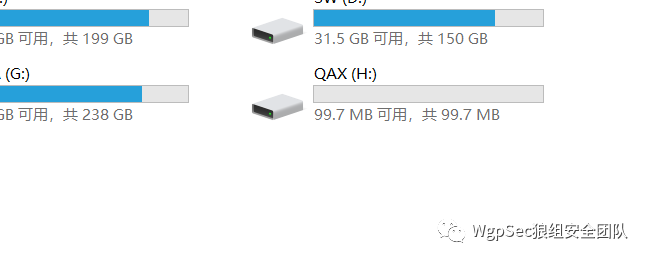 SW (D:)
GB 可用，共 199 GB
31.5 GB 可用，共 150 GB
(G:)
QAX (H:)
GB 可用，共 238 GB
99.7 MB 可用，共 99.7 MB
WgpSec狼组安全团队